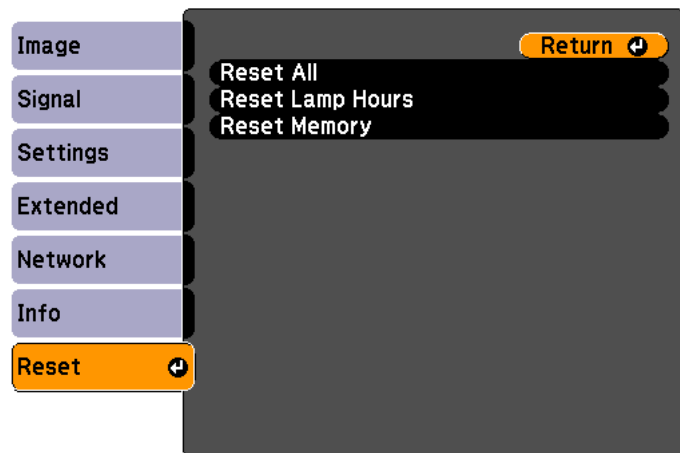 Image
Signal
Settings
Extended
Network
Info
Reset
Return
Reset All
Reset Lamp Hours
Reset Memory